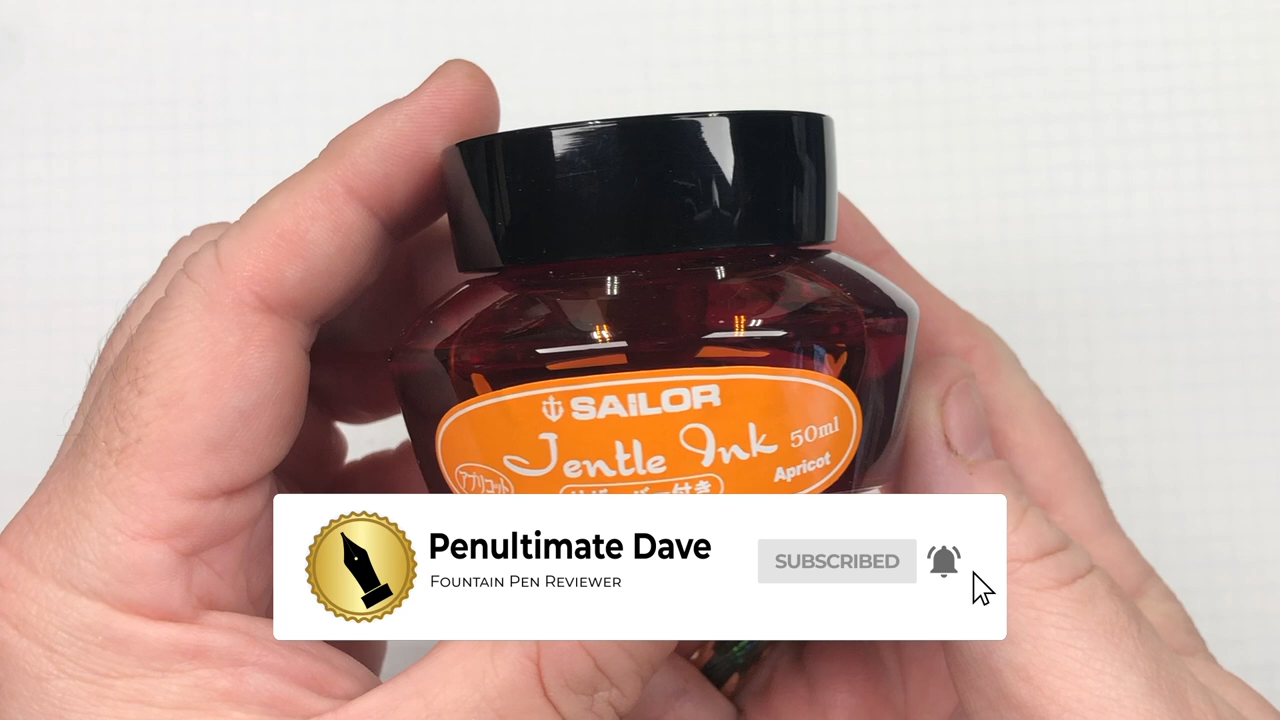 SAILOR
Jentle Ink 50ml
アプリコット
Apricot
Penultimate Dave
FOUNTAIN PEN REVIEWER
SUBSCRIBED